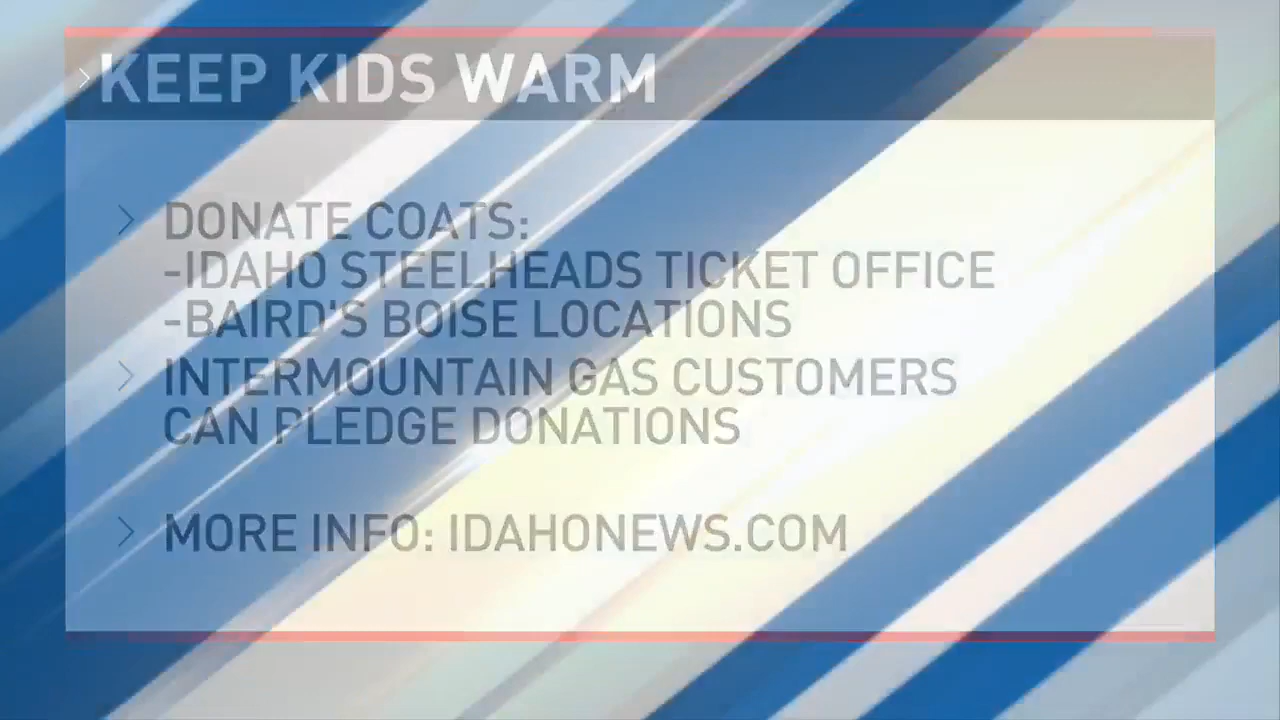 KEEP KIDS WARM
DONATE COATS:
-IDAHO STEELHEADS TICKET OFFICE
-BAIRD'S BOISE LOCATIONS
INTERMOUNTAIN GAS CUSTOMERS
CAN PLEDGE DONATIONS
MORE INFO: IDAHONEWS.COM